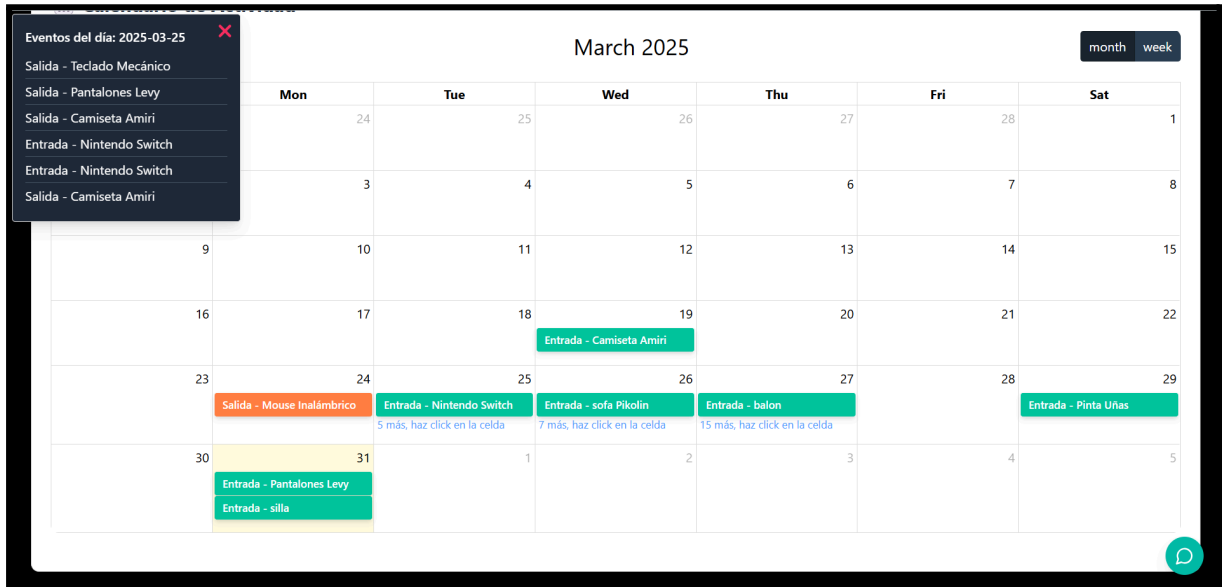 Calendario de Actividad
Eventos del día: 2025-03-25
Salida - Teclado Mecánico
Salida - Pantalones Levy
Salida - Camiseta Amiri
Entrada - Nintendo Switch
Entrada - Nintendo Switch
Salida - Camiseta Amiri
March 2025
month week
Mon Tue Wed Thu Fri Sat
24 25 26 27 28 1
3 4 5 6 7 8
9 10 11 12 13 14 15
16 17 18 19 20 21 22
Entrada - Camiseta Amiri
23 24 25 26 27 28 29
Salida - Mouse Inalámbrico Entrada - Nintendo Switch Entrada - sofa Pikolin Entrada - balon Entrada - Pinta Uñas
5 más, haz click en la celda 7 más, haz click en la celda 15 más, haz click en la celda
30 31 1 2 3 4 5
Entrada - Pantalones Levy
Entrada - silla